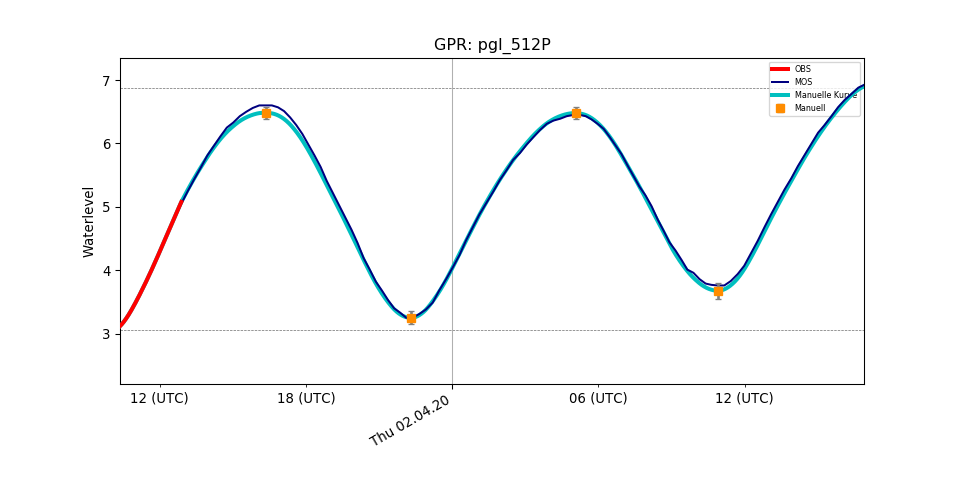 GPR: pgl_512P
7
6
5
4
3
Waterlevel
OBS
MOS
Manuelle Kurve
Manuell
12 (UTC)
18 (UTC)
Thu 02.04.20
06 (UTC)
12 (UTC)